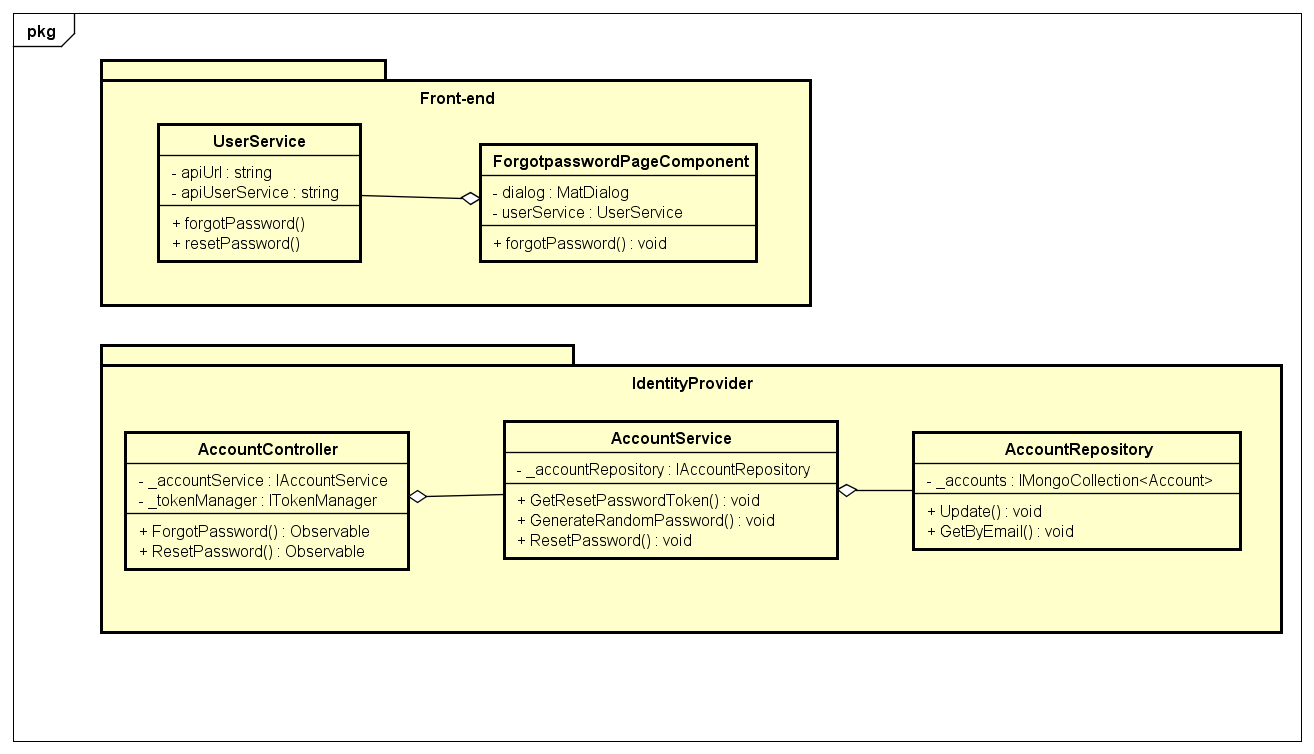 pkg
Front-end
UserService
- apiUrl : string
- apiUserService : string
+ forgotPassword()
+ resetPassword()
ForgotpasswordPageComponent
- dialog : MatDialog
- userService : UserService
+ forgotPassword() : void
IdentityProvider
AccountController
- _accountService : IAccountService
- _tokenManager : ITokenManager
+ ForgotPassword() : Observable
+ ResetPassword() : Observable
AccountService
- _accountRepository : IAccountRepository
+ GetResetPasswordToken() : void
+ GenerateRandomPassword() : void
+ ResetPassword() : void
AccountRepository
- _accounts : IMongoCollection<Account>
+ Update() : void
+ GetByEmail() : void